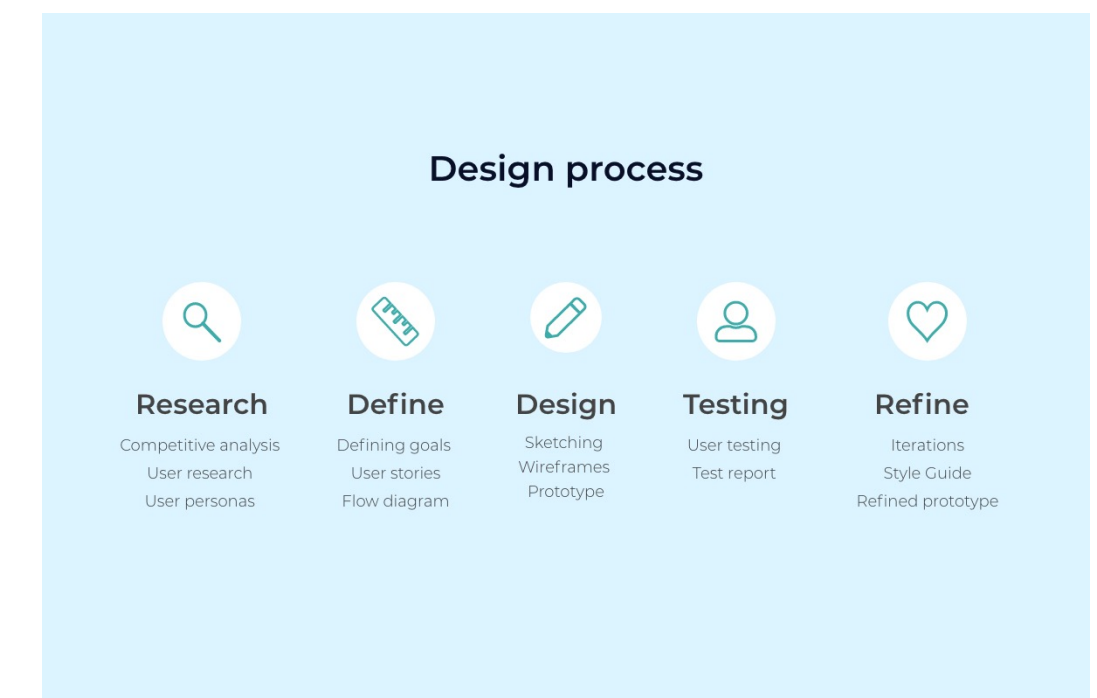 Design process
Research
Competitive analysis
User research
User personas
Define
Defining goals
User stories
Flow diagram
Design
Sketching
Wireframes
Prototype
Testing
User testing
Test report
Refine
Iterations
Style Guide
Refined prototype